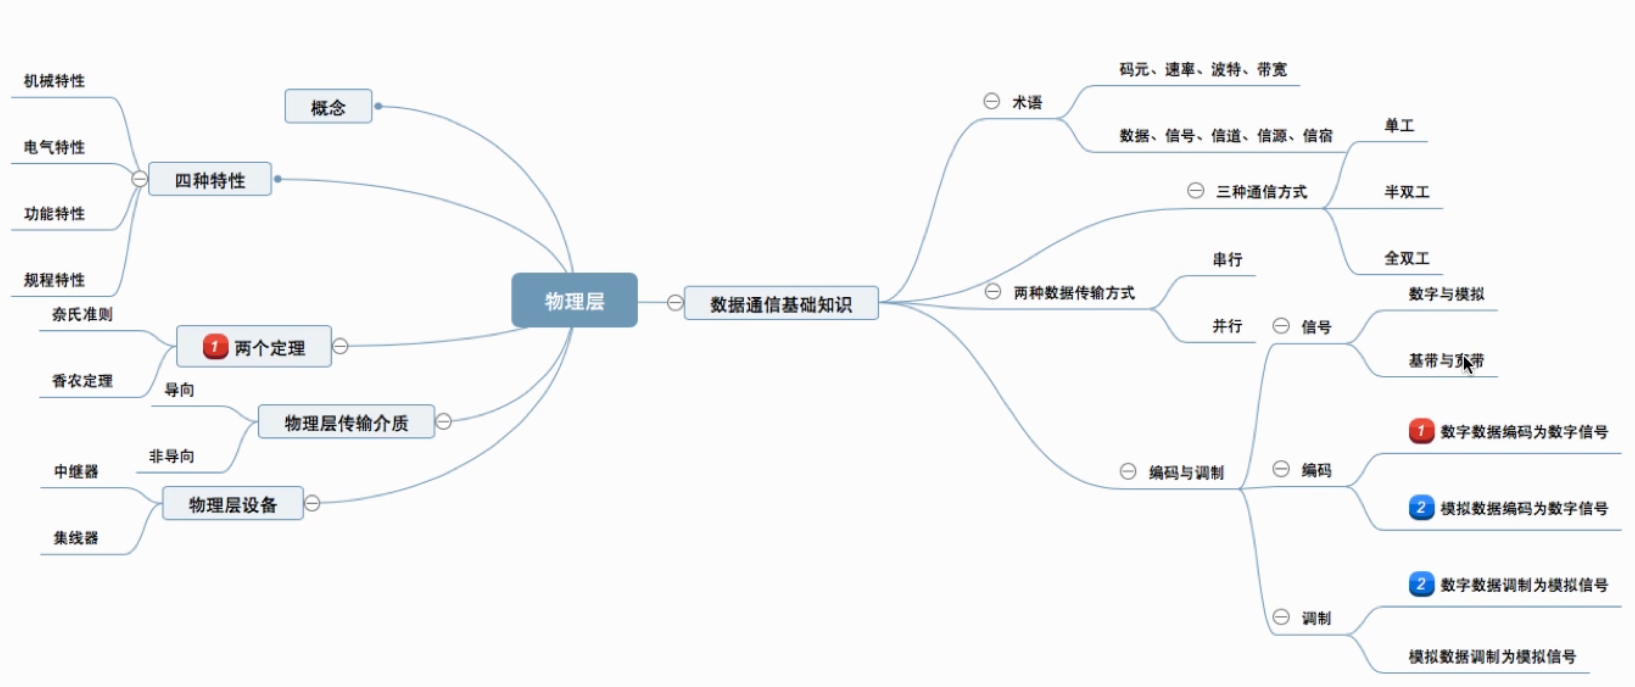 物理层
概念
四种特性
机械特性
电气特性
功能特性
规程特性
1 两个定理
奈氏准则
香农定理
物理层传输介质
导向
非导向
物理层设备
中继器
集线器
数据通信基础知识
术语
码元、速率、波特、带宽
数据、信号、信道、信源、信宿
三种通信方式
单工
半双工
全双工
两种数据传输方式
串行
并行
编码与调制
信号
数字与模拟
基带与宽带
编码
1 数字数据编码为数字信号
2 模拟数据编码为数字信号
调制
2 数字数据调制为模拟信号
模拟数据调制为模拟信号